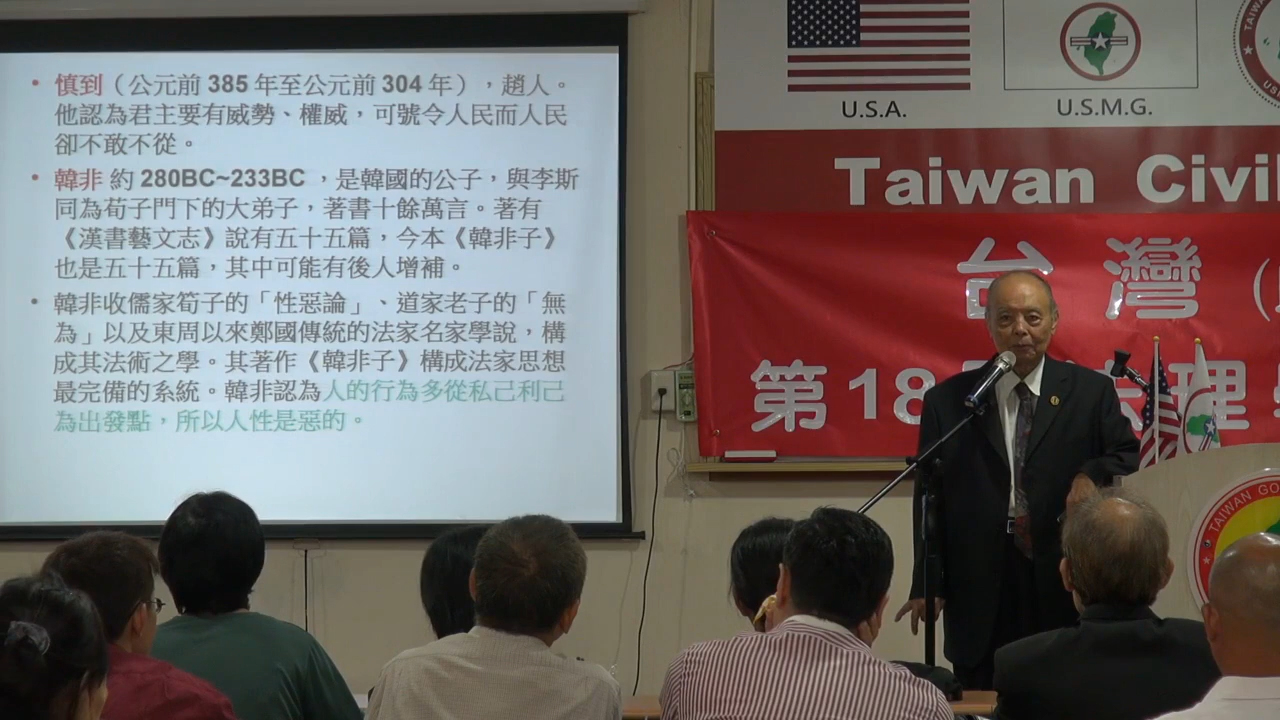 • 慎到（公元前 385 年至公元前 304 年），趙人。
他認為君主要有威勢、權威，可號令人民而人民
卻不敢不從。
• 韓非 約 280BC~233BC ，是韓國的公子，與李斯
同為荀子門下的大弟子，著書十餘萬言。著有
《漢書藝文志》說有五十五篇，今本《韓非子》
也是五十五篇，其中可能有後人增補。
• 韓非收儒家荀子的「性惡論」、道家老子的「無
為」以及東周以來鄭國傳統的法家名家學說，構
成其法術之學。其著作《韓非子》構成法家思想
最完備的系統。韓非認為人的行為多從私己利己
為出發點，所以人性是惡的。
U.S.A.
U.S.M.G.
Taiwan Civil
台灣（
第 18
理
TAIWAN GO